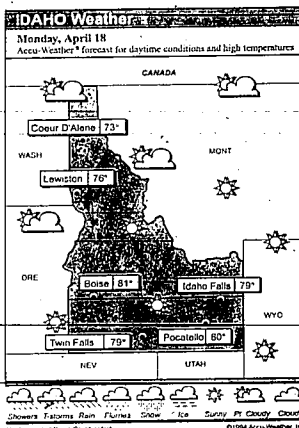 IDAHO Weather
Monday, April 18
Accu-Weather® forecast for daytime conditions and high temperatures
CANADA
Coeur D'Alene 73°
WASH
MONT
Lewiston 76°
ORE
Boise 81°
Idaho Falls 79°
WYO
Twin Falls 79°
Pocatello 80°
NEV
UTAH
Showers T-storms Rain Flurries Snow Ice Sunny Pt. Cloudy Cloudy
©1994 Accu-Weather, I